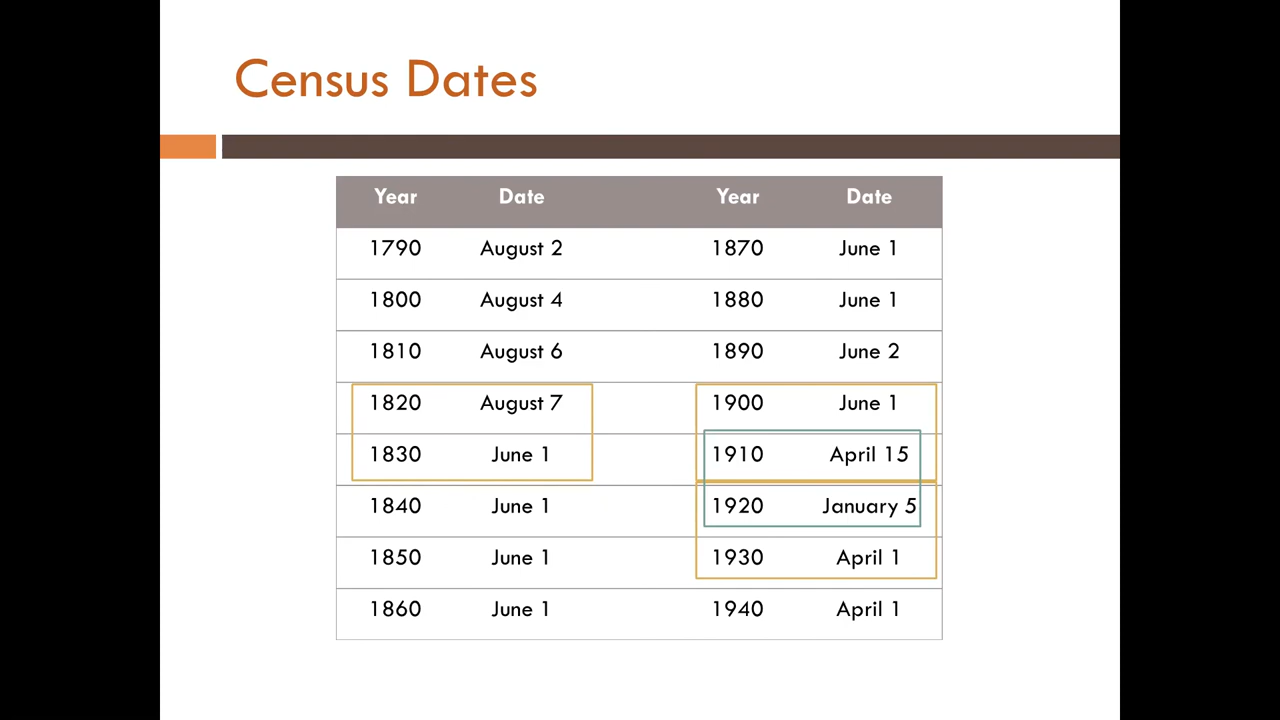 Census Dates
Year Date Year Date
1790 August 2 1870 June 1
1800 August 4 1880 June 1
1810 August 6 1890 June 2
1820 August 7 1900 June 1
1830 June 1 1910 April 15
1840 June 1 1920 January 5
1850 June 1 1930 April 1
1860 June 1 1940 April 1